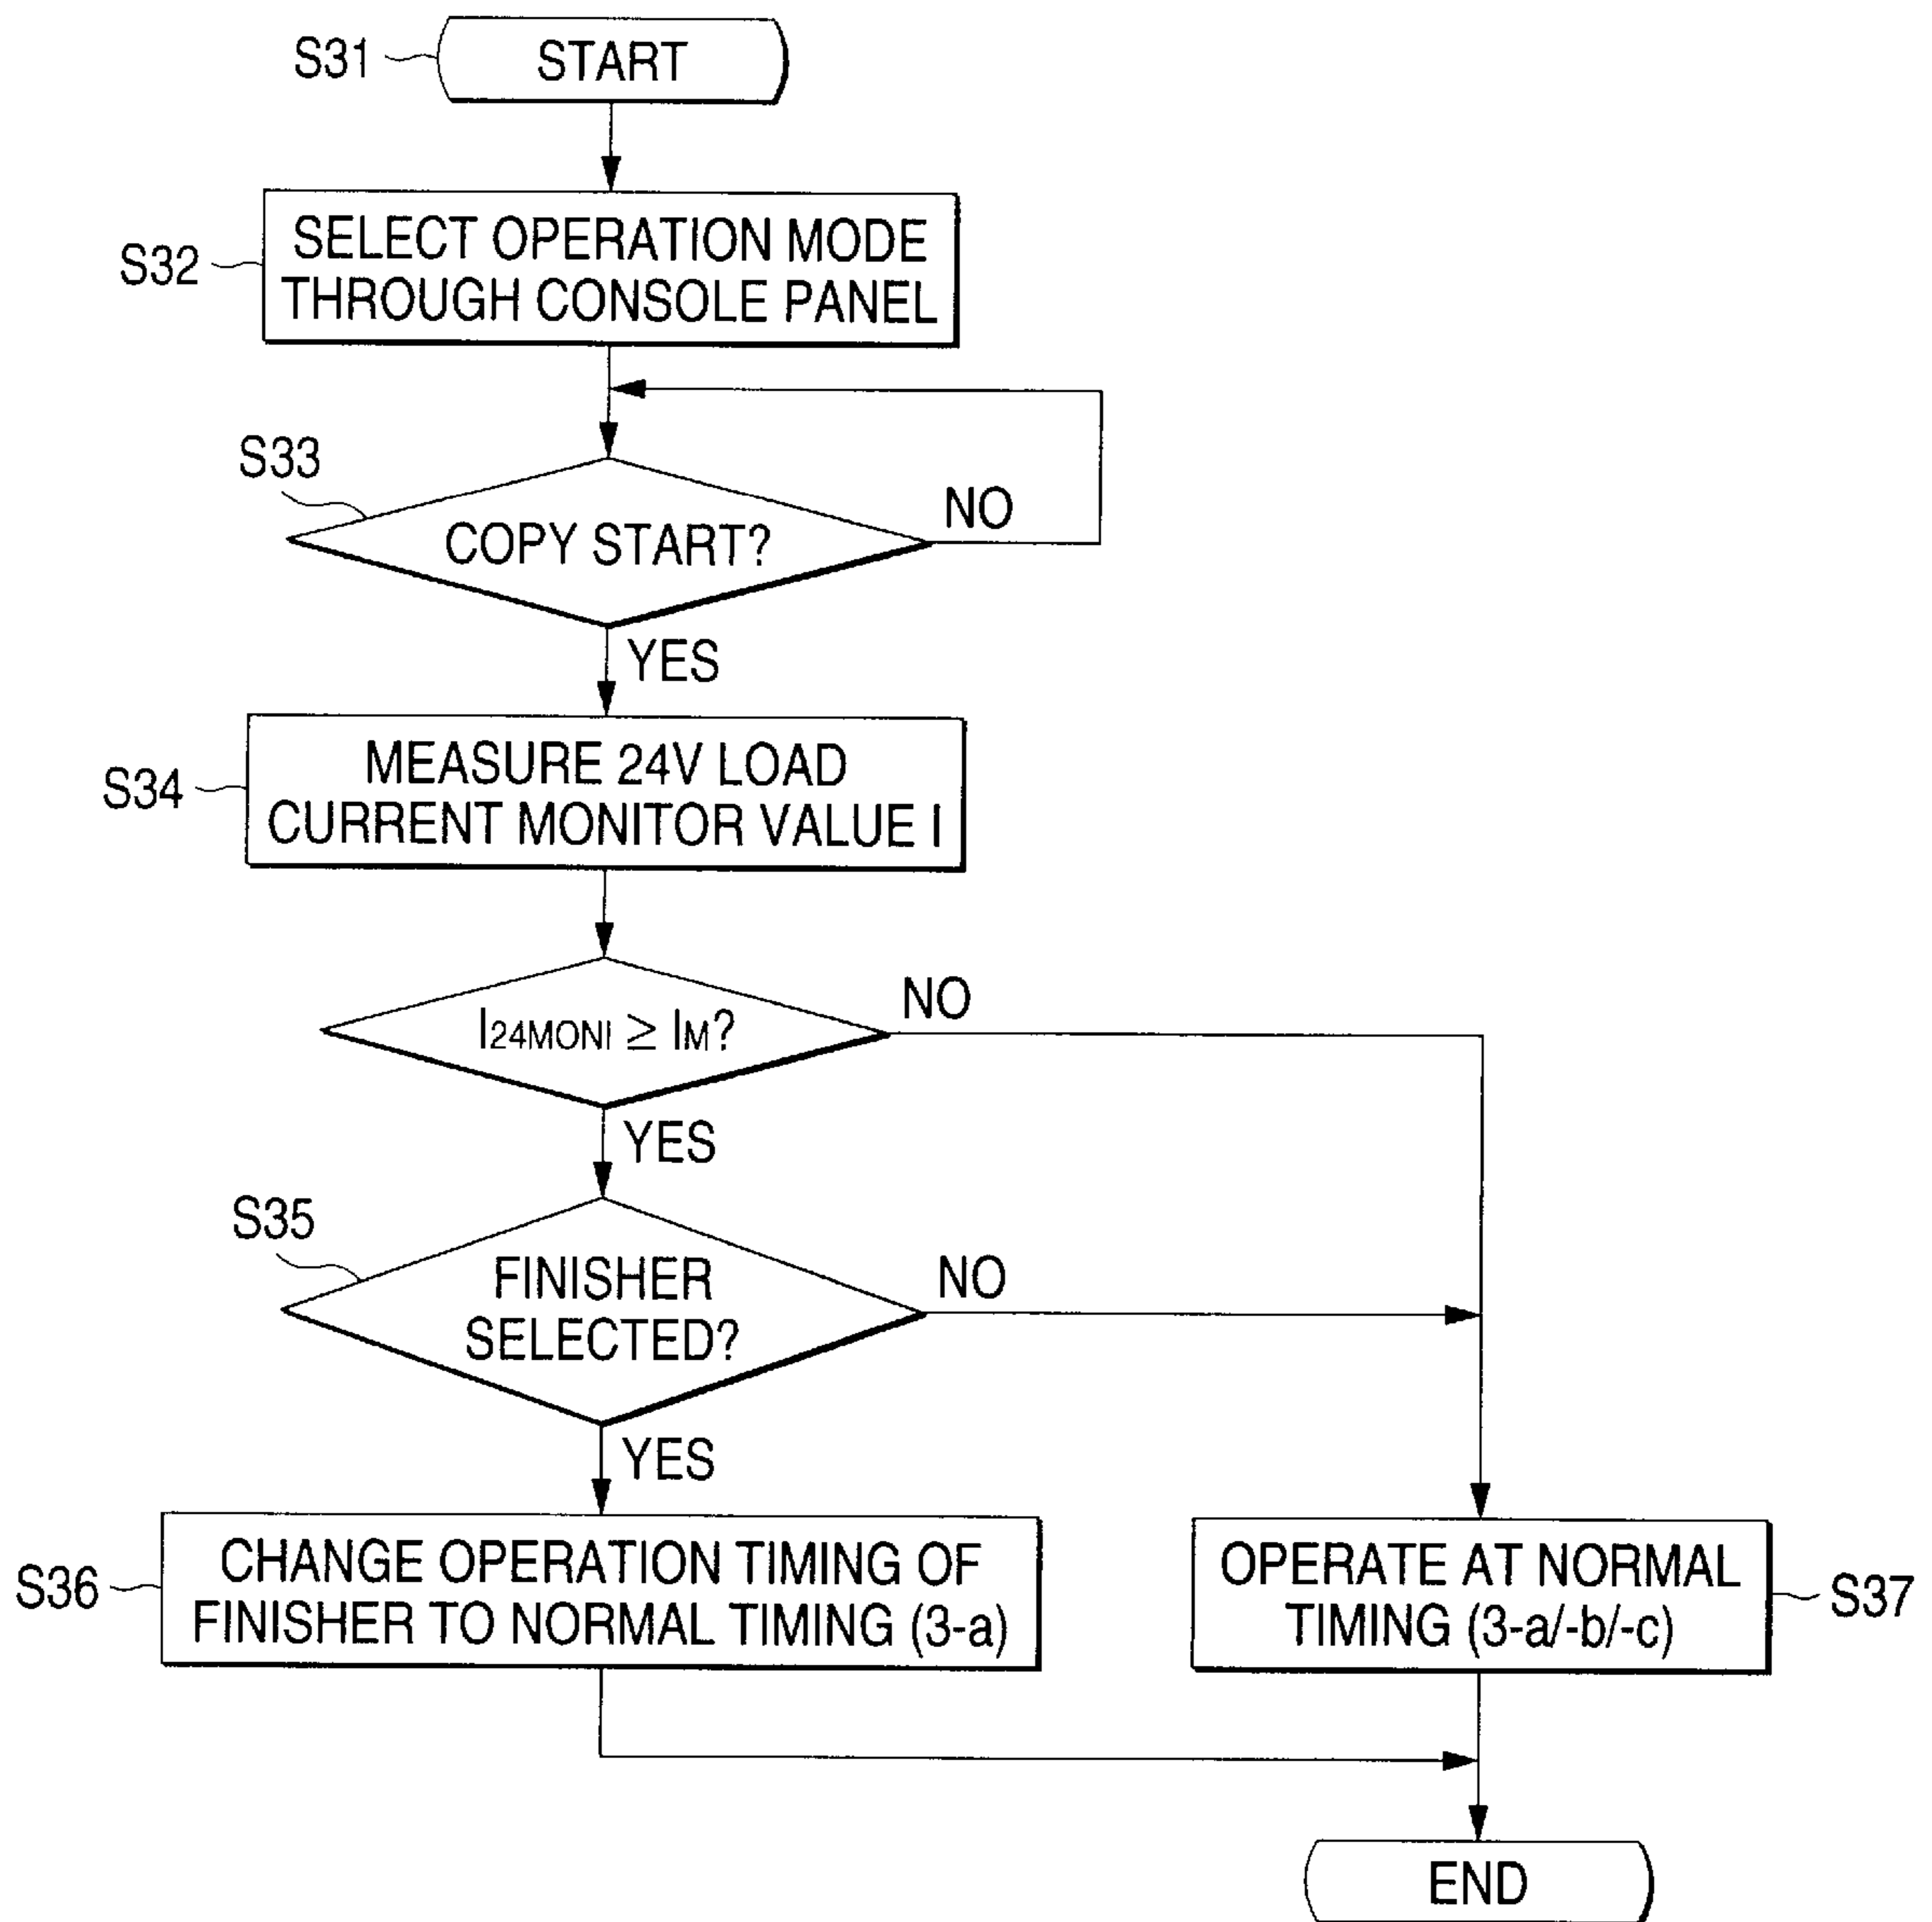 S31
START
S32
SELECT OPERATION MODE
THROUGH CONSOLE PANEL
S33
COPY START?
NO
YES
S34
MEASURE 24V LOAD
CURRENT MONITOR VALUE I
I24MONI ≥ IM?
NO
YES
S35
FINISHER
SELECTED?
NO
YES
S36
CHANGE OPERATION TIMING OF
FINISHER TO NORMAL TIMING (3-a)
OPERATE AT NORMAL
TIMING (3-a/-b/-c)
S37
END